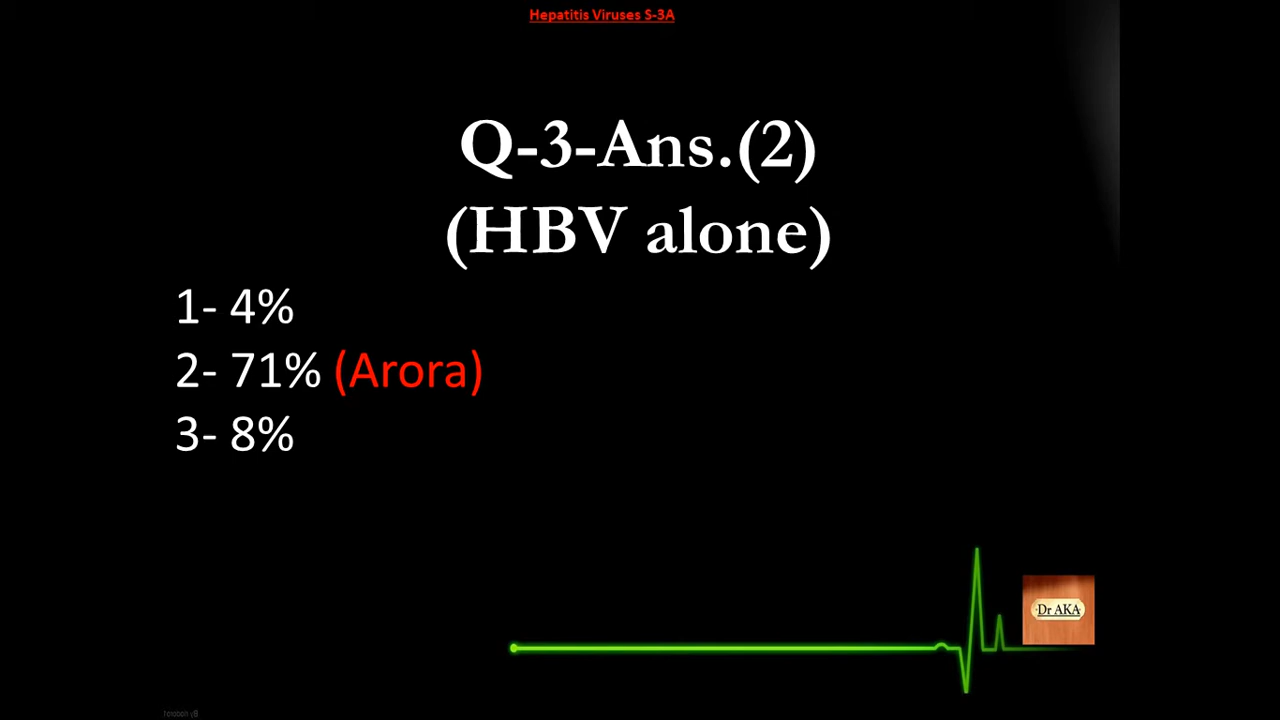 Hepatitis Viruses S-3A
Q-3-Ans.(2)
(HBV alone)
1- 4%
2- 71% (Arora)
3- 8%
Dr AKA